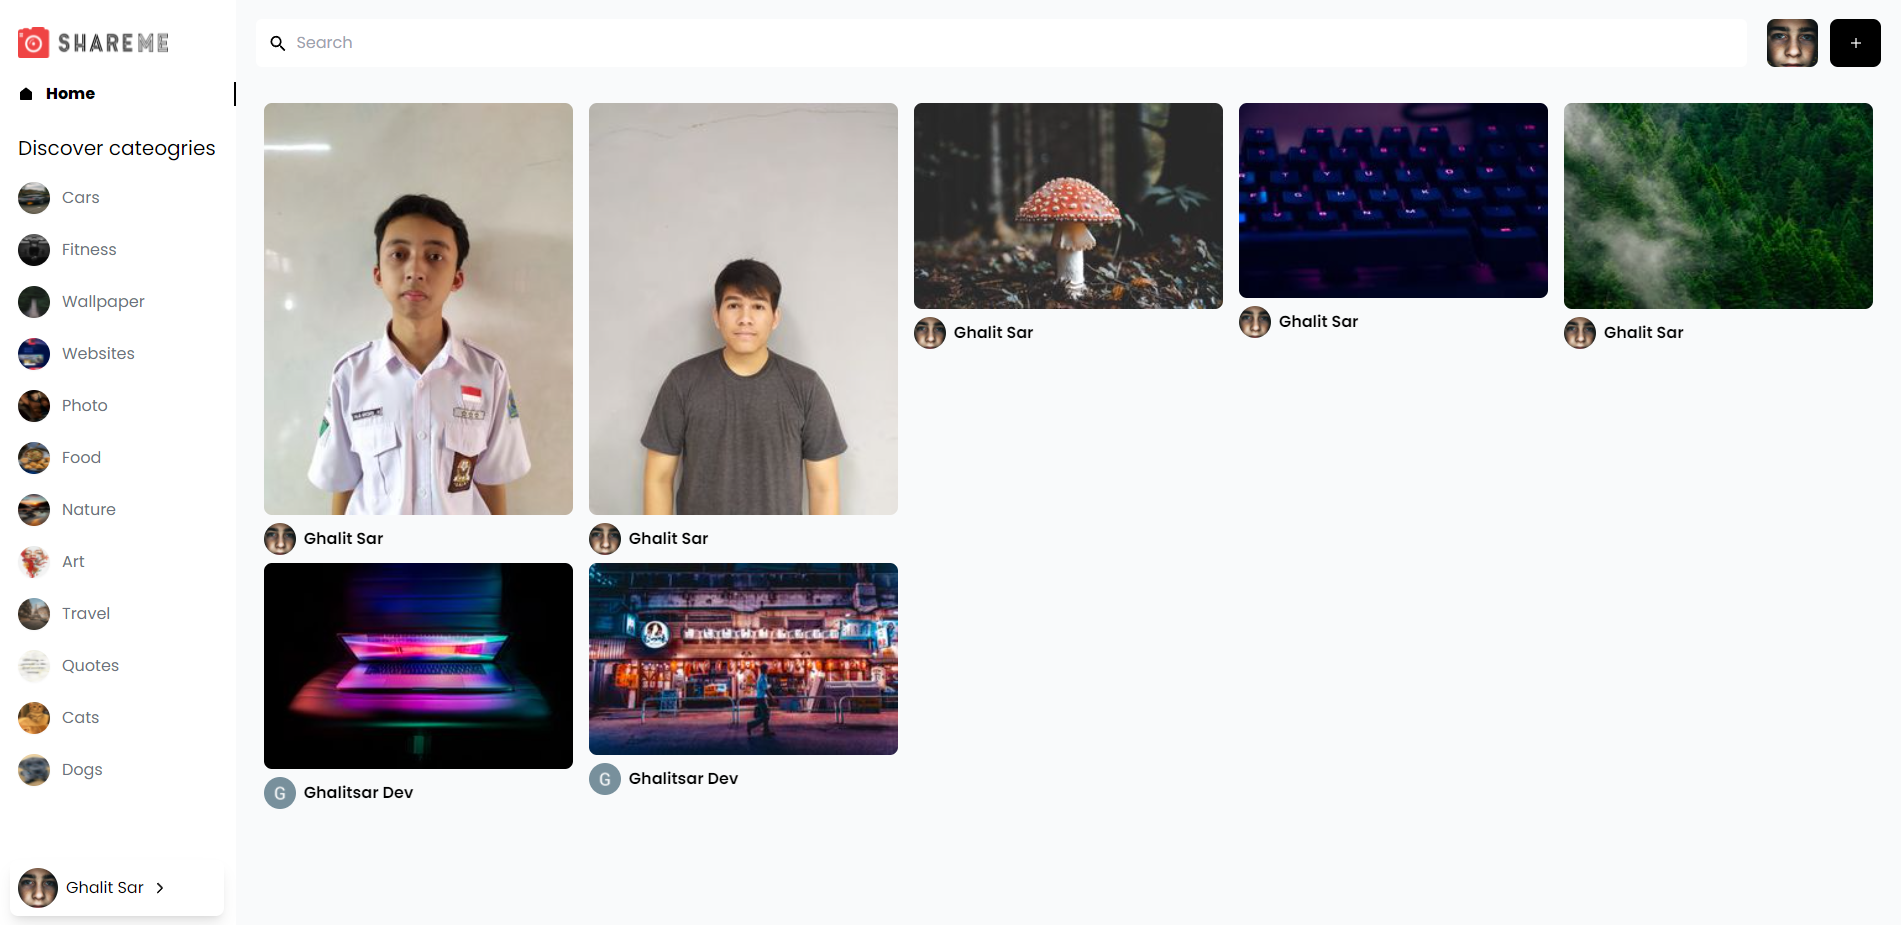 SHAREME
Search
+
Home
Discover cateogries
Cars
Fitness
Wallpaper
Websites
Photo
Food
Nature
Art
Travel
Quotes
Cats
Dogs
Ghalit Sar
Ghalit Sar
Ghalit Sar
Ghalit Sar
Ghalit Sar
Ghalit Sar
G Ghalitsar Dev
G Ghalitsar Dev